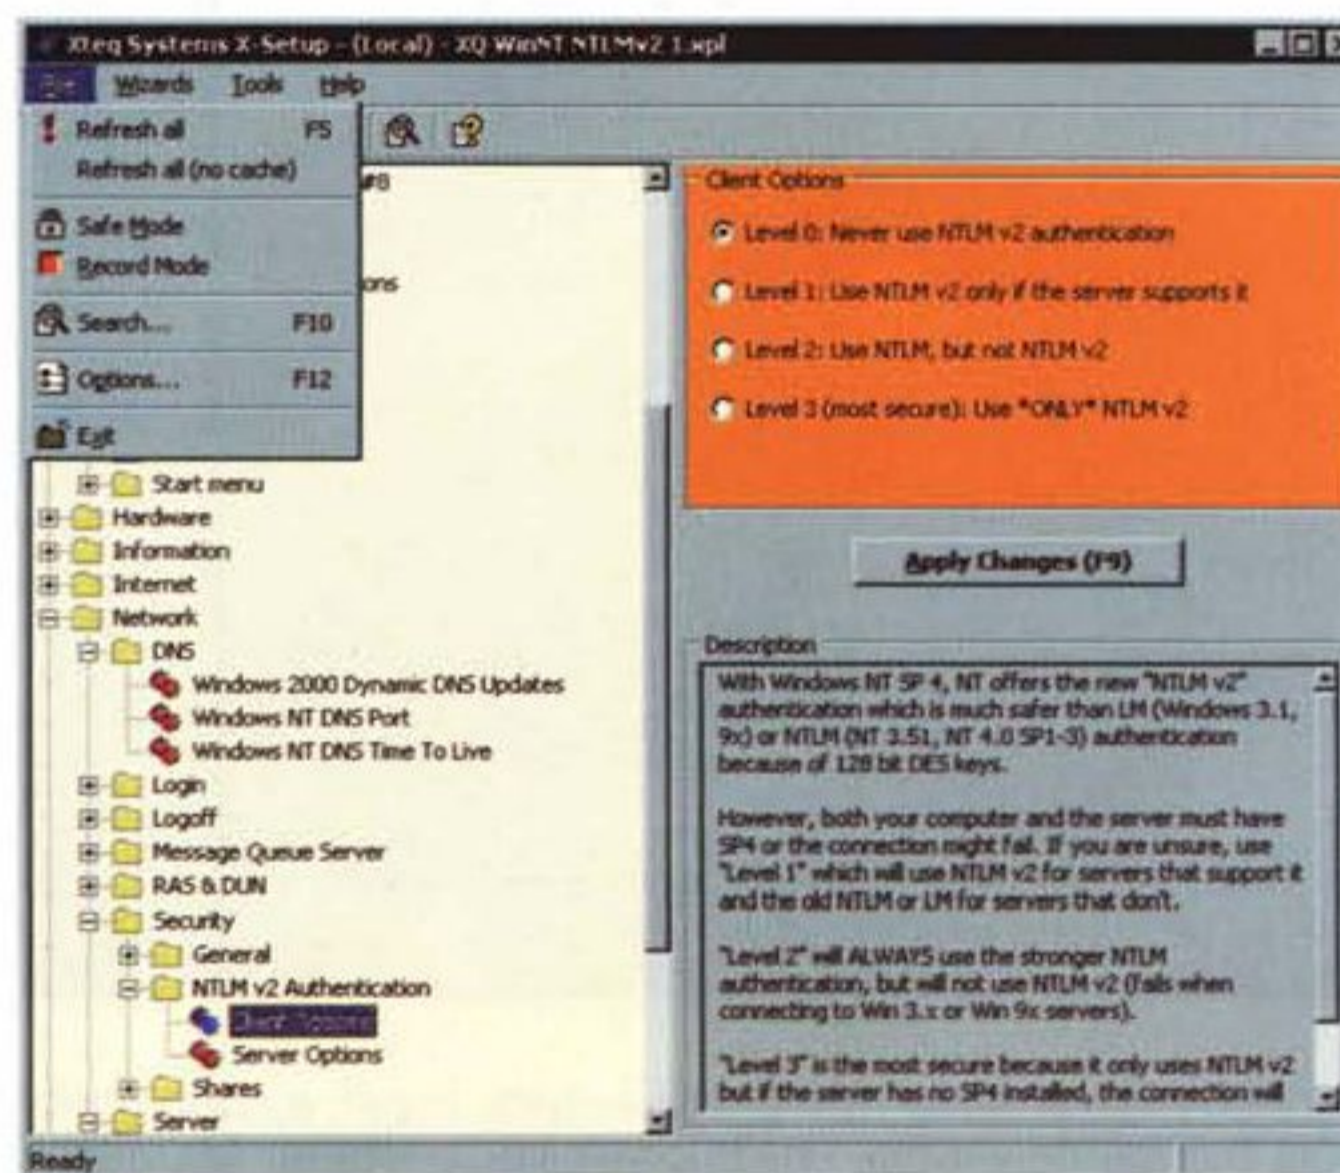 Xteq Systems X-Setup - (Local) - XQ WinNT NTLMv2 1.xpl
Wizards Tools Help
Refresh all F5
Refresh all (no cache)
Safe Mode
Record Mode
Search... F10
Options... F12
Exit
#8
ons
Start menu
Hardware
Information
Internet
Network
DNS
Windows 2000 Dynamic DNS Updates
Windows NT DNS Port
Windows NT DNS Time To Live
Login
Logoff
Message Queue Server
RAS & DUN
Security
General
NTLM v2 Authentication
Client Options
Server Options
Shares
Server
Client Options
Level 0: Never use NTLM v2 authentication
Level 1: Use NTLM v2 only if the server supports it
Level 2: Use NTLM, but not NTLM v2
Level 3 (most secure): Use *ONLY* NTLM v2
Apply Changes (F9)
Description
With Windows NT SP 4, NT offers the new "NTLM v2"
authentication which is much safer than LM (Windows 3.1,
9x) or NTLM (NT 3.51, NT 4.0 SP1-3) authentication
because of 128 bit DES keys.
However, both your computer and the server must have
SP4 or the connection might fail. If you are unsure, use
"Level 1" which will use NTLM v2 for servers that support it
and the old NTLM or LM for servers that don't.
"Level 2" will ALWAYS use the stronger NTLM
authentication, but will not use NTLM v2 (fails when
connecting to Win 3.x or Win 9x servers).
"Level 3" is the most secure because it only uses NTLM v2
but if the server has no SP4 installed, the connection will
Ready